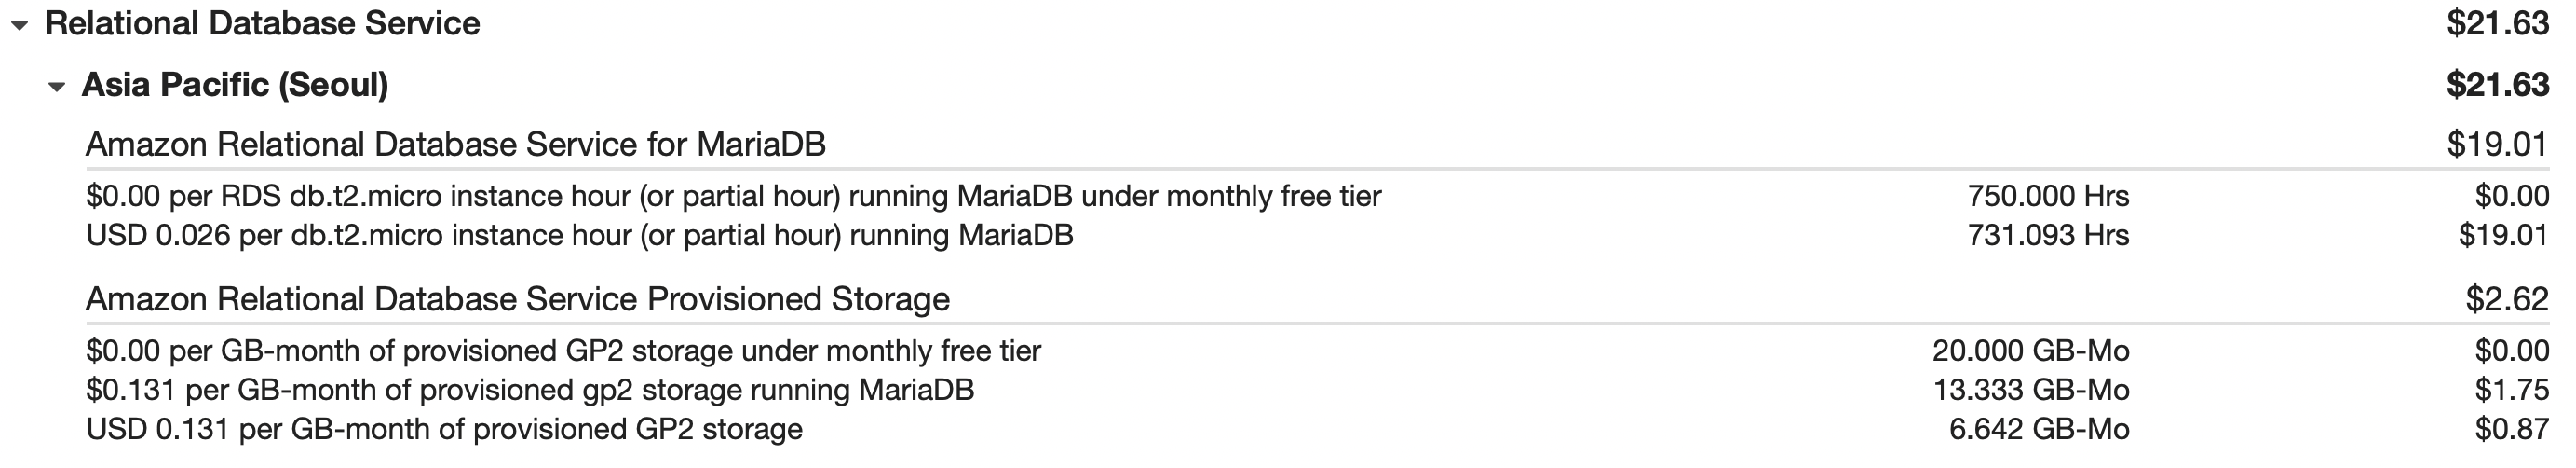 Relational Database Service $21.63
Asia Pacific (Seoul) $21.63
Amazon Relational Database Service for MariaDB $19.01
$0.00 per RDS db.t2.micro instance hour (or partial hour) running MariaDB under monthly free tier 750.000 Hrs $0.00
USD 0.026 per db.t2.micro instance hour (or partial hour) running MariaDB 731.093 Hrs $19.01
Amazon Relational Database Service Provisioned Storage $2.62
$0.00 per GB-month of provisioned GP2 storage under monthly free tier 20.000 GB-Mo $0.00
$0.131 per GB-month of provisioned gp2 storage running MariaDB 13.333 GB-Mo $1.75
USD 0.131 per GB-month of provisioned GP2 storage 6.642 GB-Mo $0.87